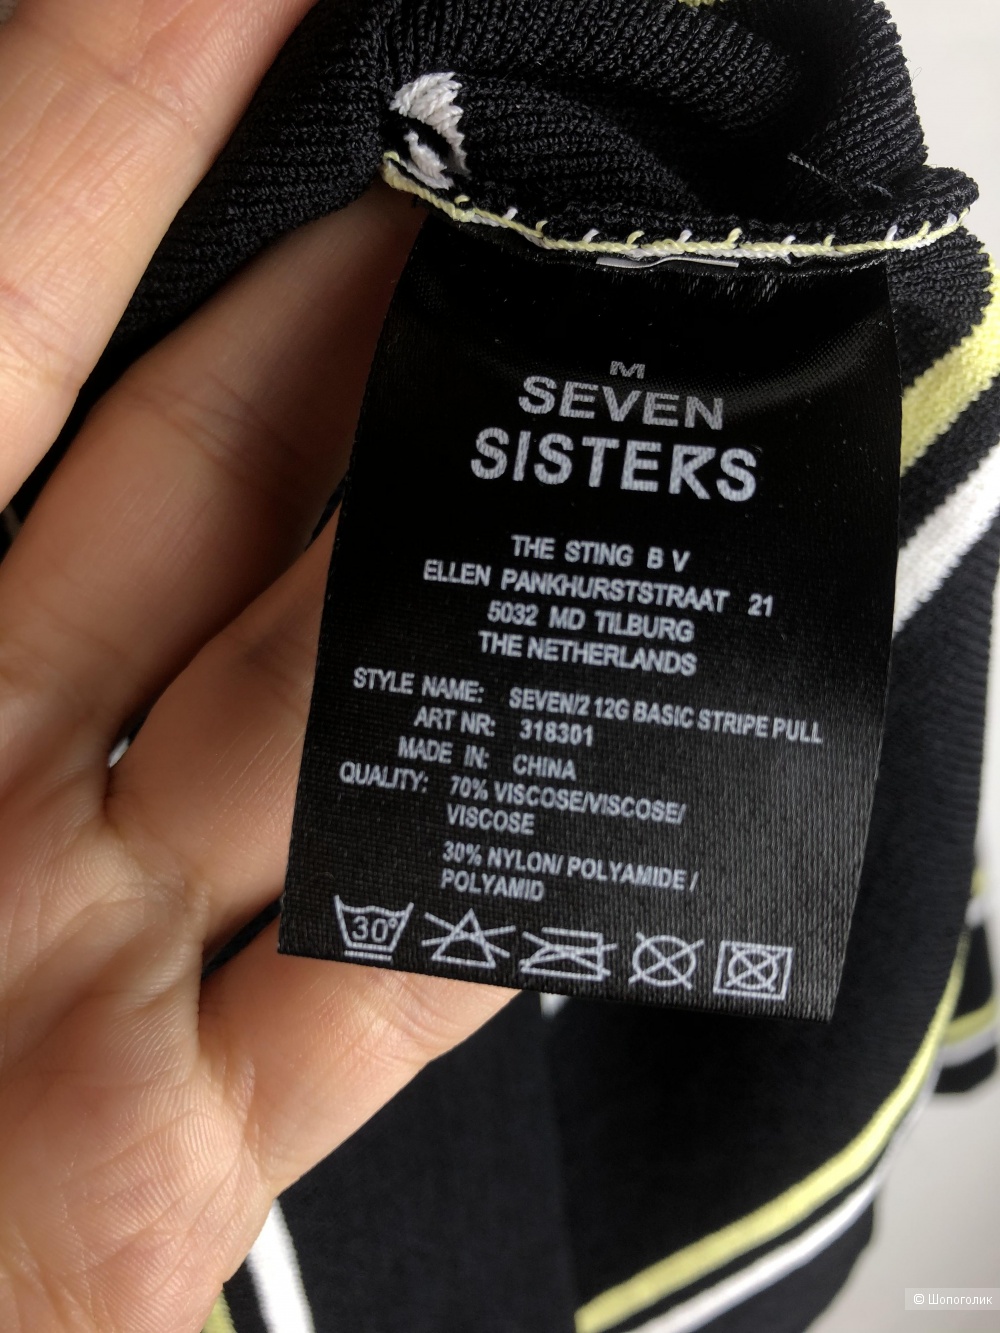 M
SEVEN
SISTERS
THE STING B V
ELLEN PANKHURSTSTRAAT 21
5032 MD TILBURG
THE NETHERLANDS
STYLE NAME: SEVEN/2 12G BASIC STRIPE PULL
ART NR: 318301
MADE IN: CHINA
QUALITY: 70% VISCOSE/VISCOSE/
VISCOSE
30% NYLON/ POLYAMIDE /
POLYAMID
30°
© Шопоголик